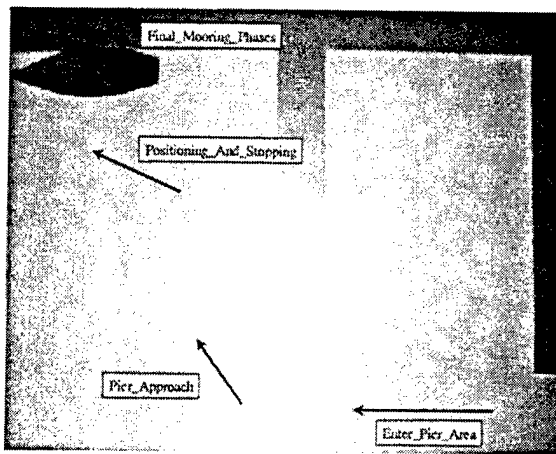 Final_Mooring_Phases
Positioning_And_Stopping
Pier_Approach
Enter_Pier_Area